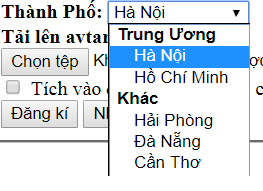 Thành Phố: Hà Nội
Tải lên avtar
Trung Ương
Hà Nội
Chọn tệp
Hồ Chí Minh
Tích vào
Khác
Đăng kí
Hải Phòng
Đà Nẵng
Cần Thơ